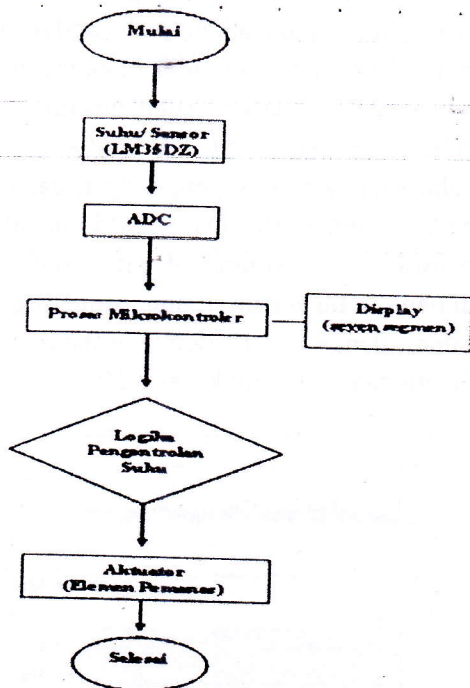 Mulai
Suhu/ Sensor
(LM35DZ)
ADC
Proses Mikrokontroler
Display
(seven segmen)
Logika
Pengontrolan
Suhu
Aktuator
(Elemen Pemanas)
Selesai